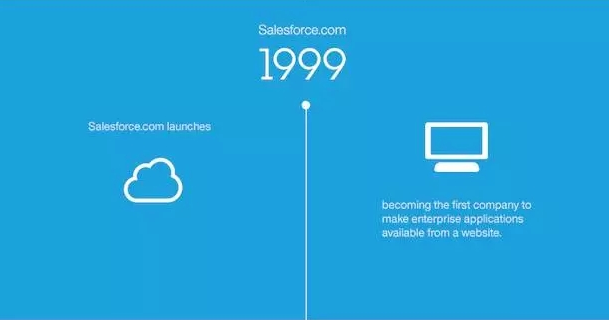 Salesforce.com
1999
Salesforce.com launches
becoming the first company to
make enterprise applications
available from a website.